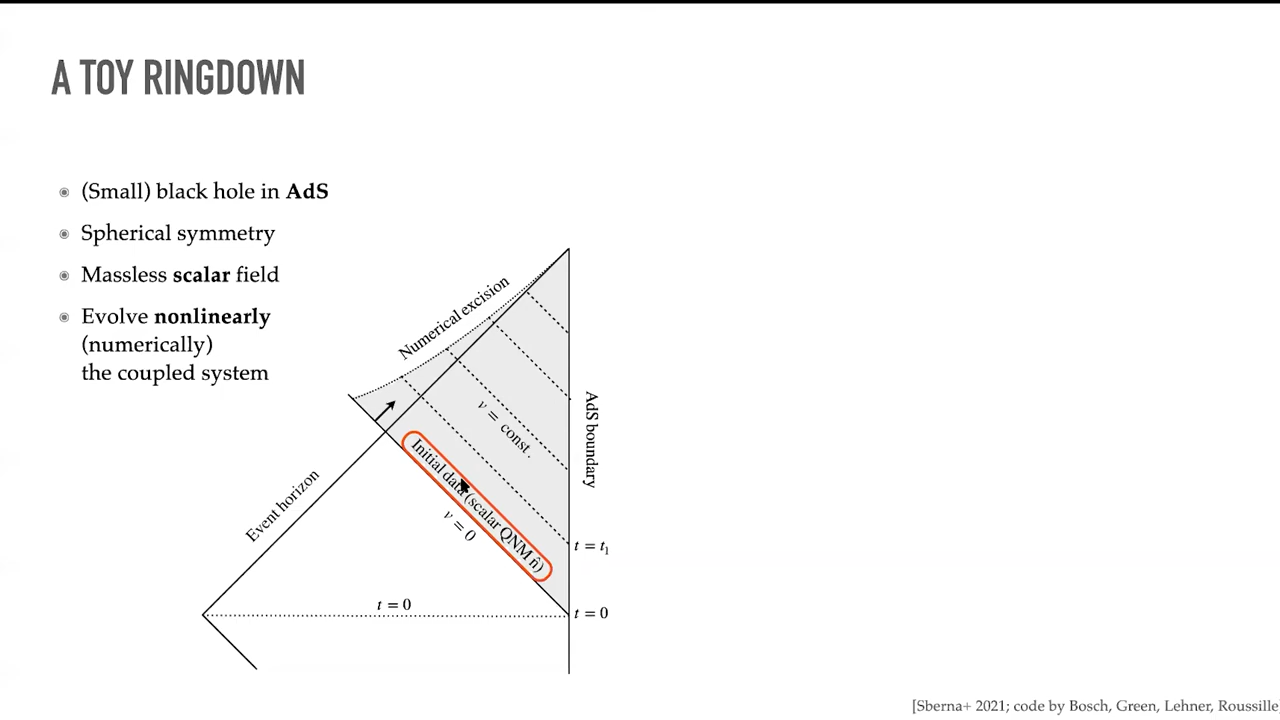 A TOY RINGDOWN
(Small) black hole in AdS
Spherical symmetry
Massless scalar field
Evolve nonlinearly
(numerically)
the coupled system
Numerical excision
Event horizon
v = const.
Initial data (scalar QNM n̂)
v = 0
AdS boundary
t = t₁
t = 0
t = 0
[Sberna+ 2021; code by Bosch, Green, Lehner, Roussille]